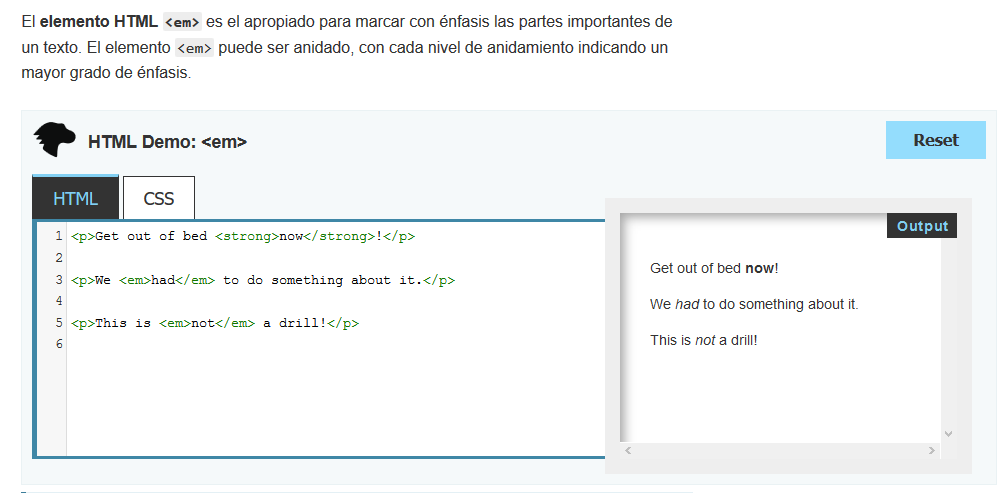 El elemento HTML <em> es el apropiado para marcar con énfasis las partes importantes de
un texto. El elemento <em> puede ser anidado, con cada nivel de anidamiento indicando un
mayor grado de énfasis.
HTML Demo: <em>
Reset
HTML
CSS
1 <p>Get out of bed <strong>now</strong>!</p>
2
3 <p>We <em>had</em> to do something about it.</p>
4
5 <p>This is <em>not</em> a drill!</p>
6
Output
Get out of bed now!
We had to do something about it.
This is not a drill!